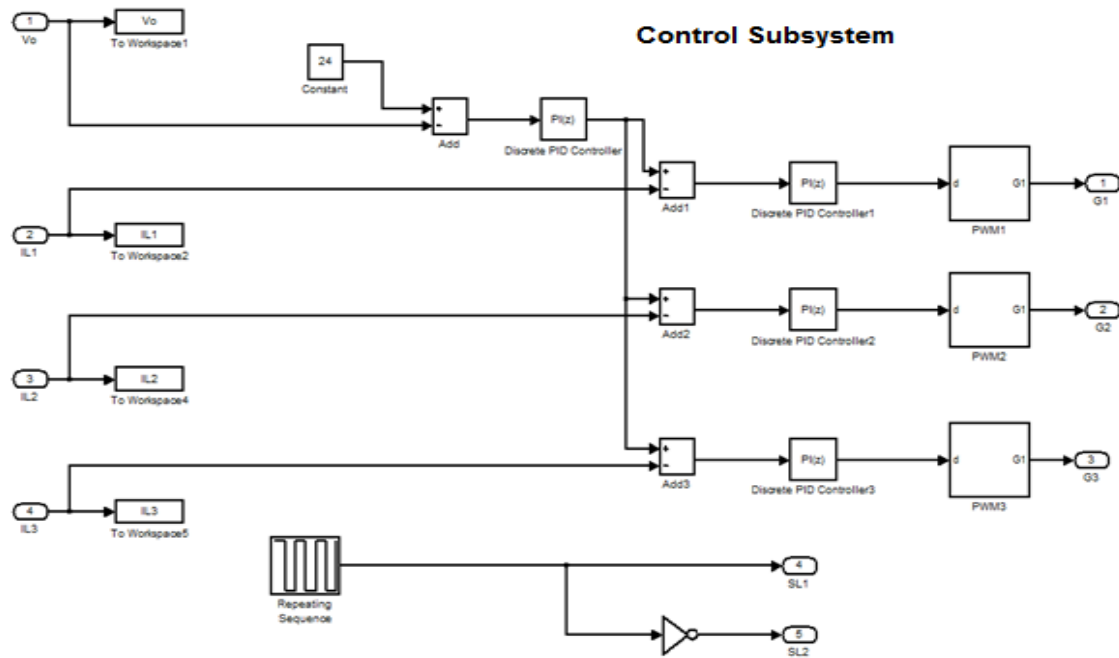 Control Subsystem
1
Vo
Vo
To Workspace1
24
Constant
+
−
Add
PI(z)
Discrete PID Controller
+
−
Add1
PI(z)
Discrete PID Controller1
d
G1
PWM1
1
G1
2
IL1
IL1
To Workspace2
+
−
Add2
PI(z)
Discrete PID Controller2
d
G1
PWM2
2
G2
3
IL2
IL2
To Workspace4
+
−
Add3
PI(z)
Discrete PID Controller3
d
G1
PWM3
3
G3
4
IL3
IL3
To Workspace5
Repeating
Sequence
4
SL1
5
SL2